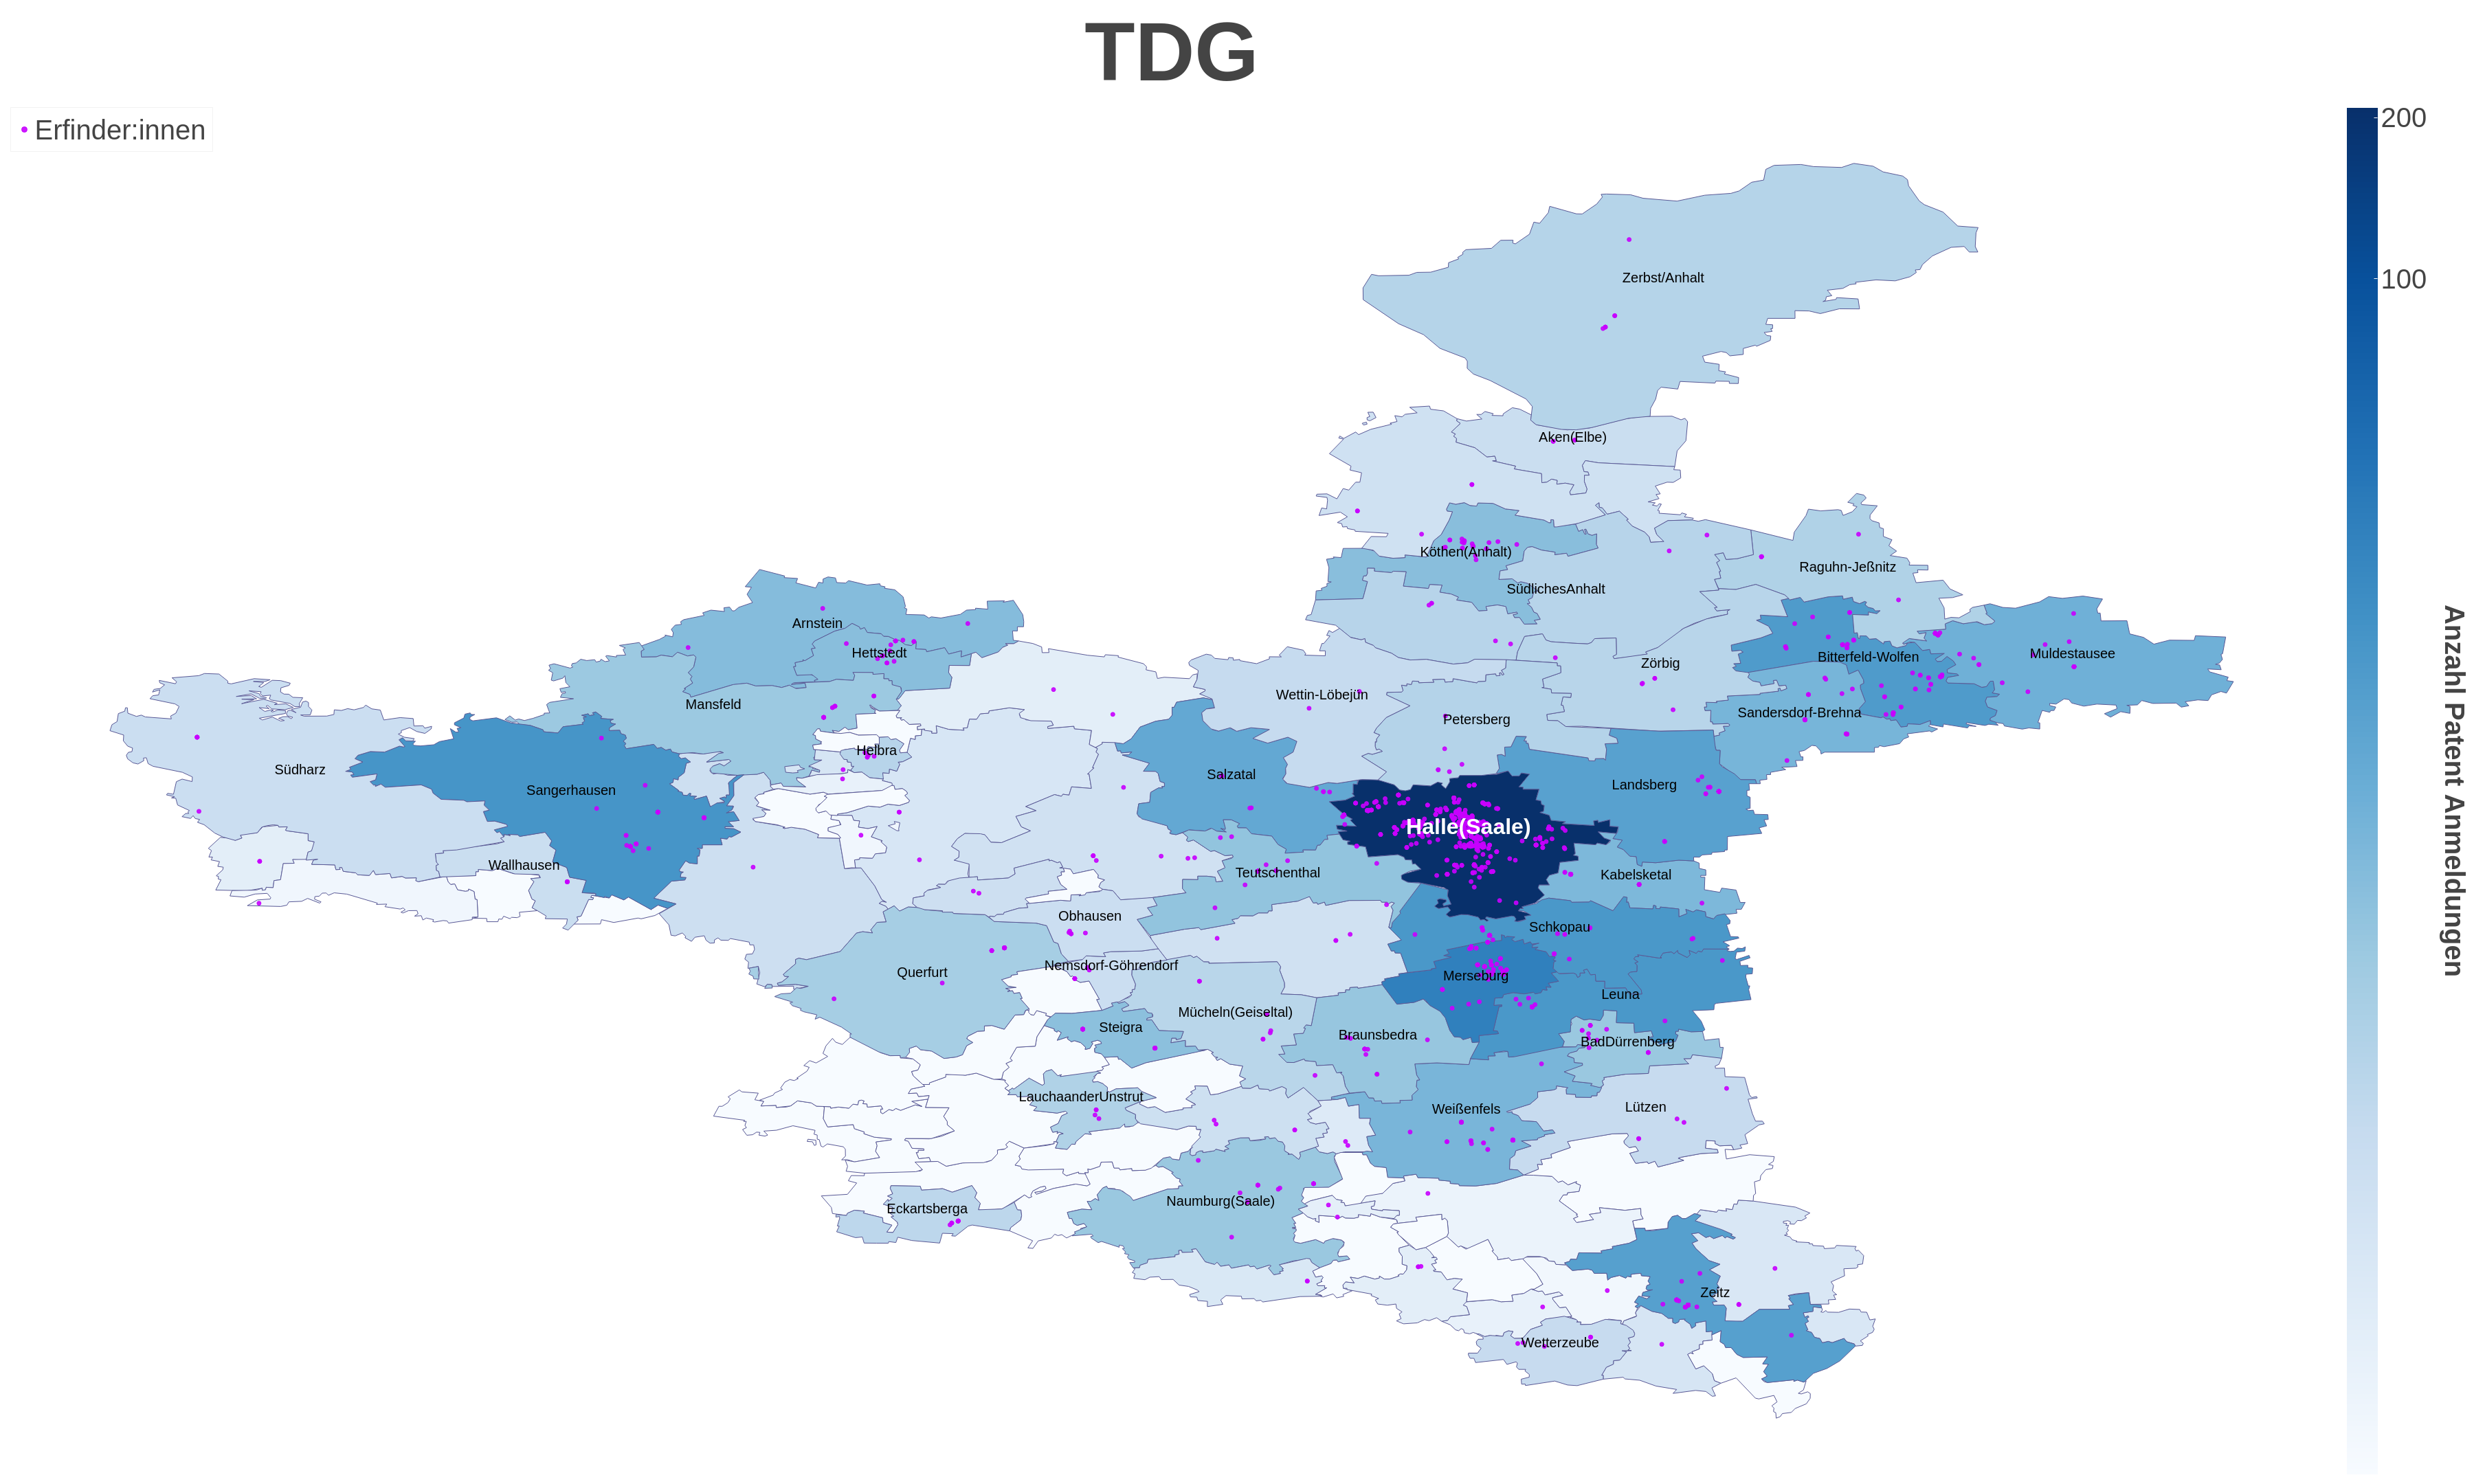 TDG
Erfinder:innen
200
100
Anzahl Patent Anmeldungen
Zerbst/Anhalt
Aken(Elbe)
Köthen(Anhalt)
Raguhn-Jeßnitz
SüdlichesAnhalt
Arnstein
Hettstedt
Muldestausee
Bitterfeld-Wolfen
Zörbig
Wettin-Löbejün
Mansfeld
Sandersdorf-Brehna
Petersberg
Helbra
Südharz
Salzatal
Sangerhausen
Landsberg
Halle(Saale)
Wallhausen
Teutschenthal
Kabelsketal
Obhausen
Schkopau
Nemsdorf-Göhrendorf
Querfurt
Merseburg
Leuna
Mücheln(Geiseltal)
Steigra
Braunsbedra
BadDürrenberg
LauchaanderUnstrut
Weißenfels
Lützen
Naumburg(Saale)
Eckartsberga
Zeitz
Wetterzeube